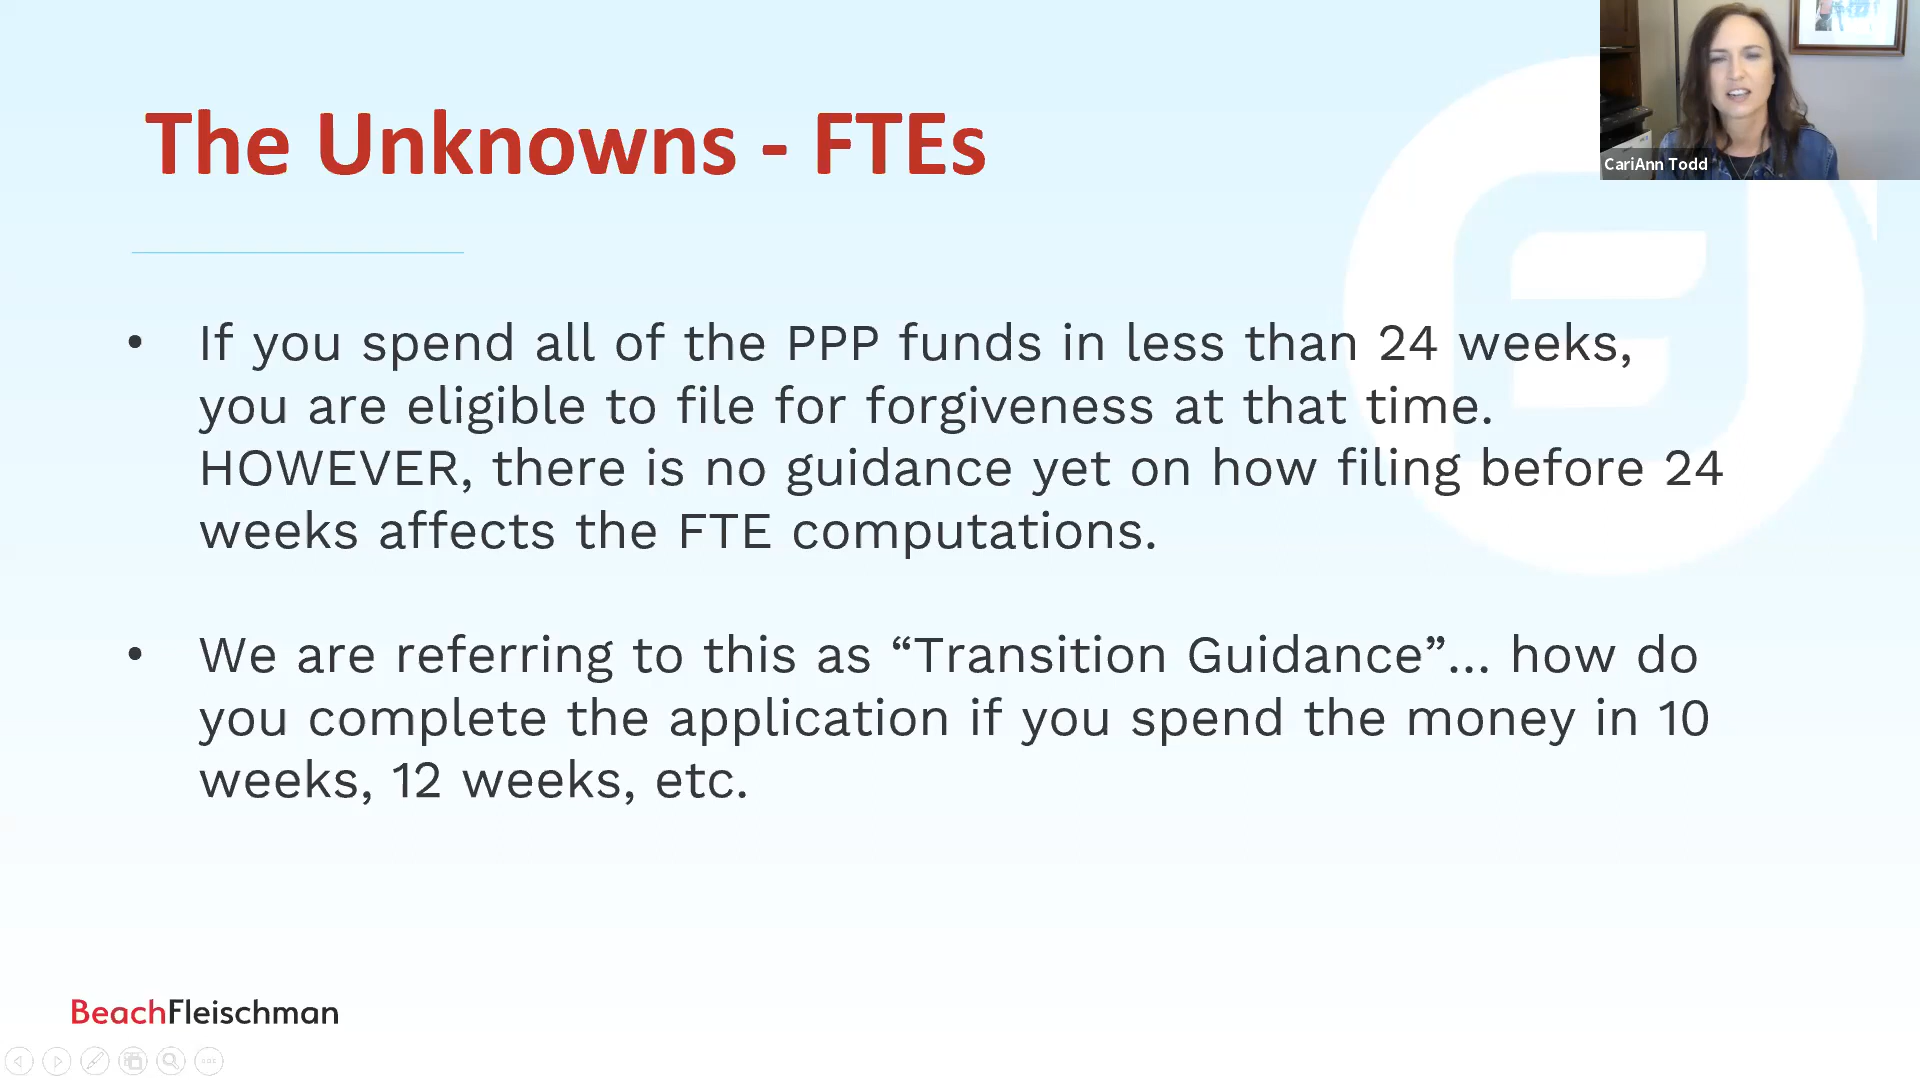 The Unknowns - FTEs
CariAnn Todd
• If you spend all of the PPP funds in less than 24 weeks,
you are eligible to file for forgiveness at that time.
HOWEVER, there is no guidance yet on how filing before 24
weeks affects the FTE computations.
• We are referring to this as “Transition Guidance”... how do
you complete the application if you spend the money in 10
weeks, 12 weeks, etc.
BeachFleischman